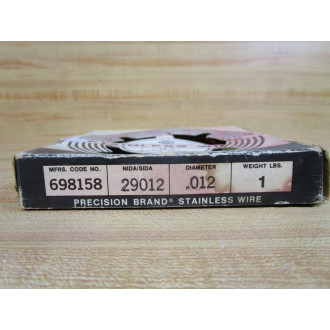 MFRS. CODE NO. NIDA/SIDA DIAMETER WEIGHT LBS.
698158 29012 .012 1
PRECISION BRAND® STAINLESS WIRE